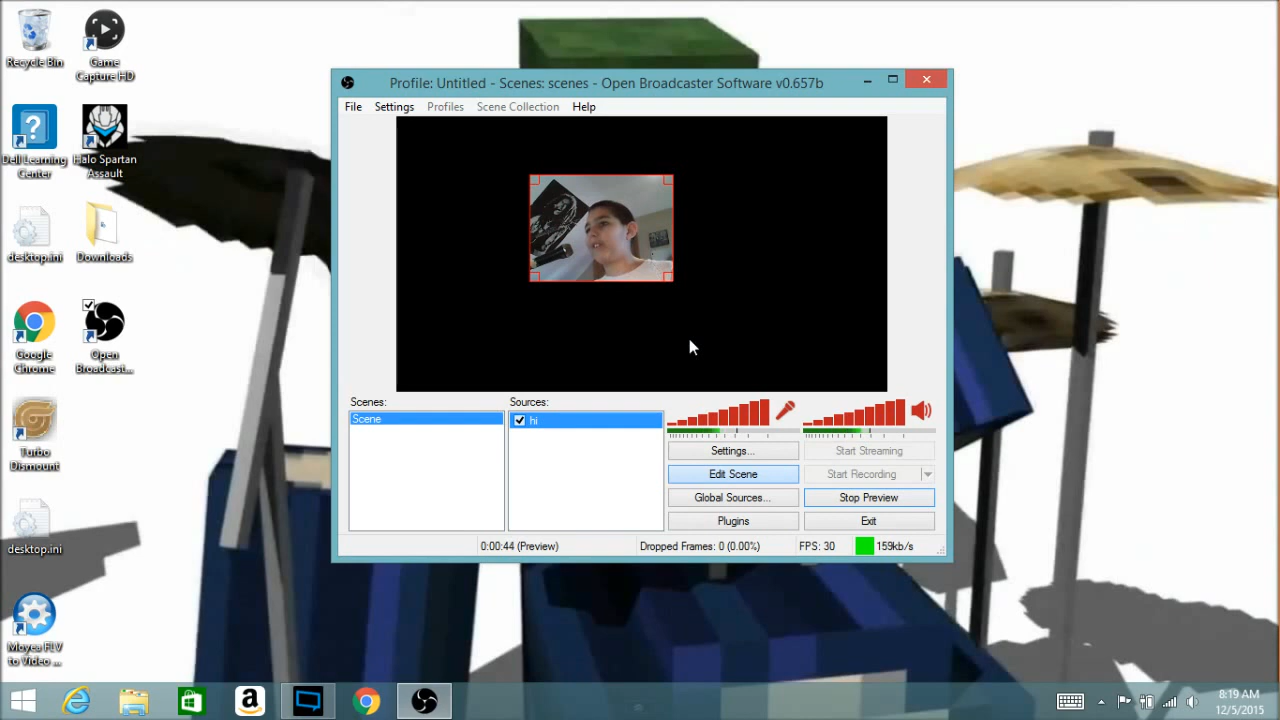 Recycle Bin
Game
Capture HD
Dell Learning
Center
Halo Spartan
Assault
desktop.ini
Downloads
Google
Chrome
Open
Broadcast...
Turbo
Dismount
desktop.ini
Moyea FLV
to Video ...
Profile: Untitled - Scenes: scenes - Open Broadcaster Software v0.657b
File Settings Profiles Scene Collection Help
Scenes:
Scene
Sources:
hi
Settings...
Start Streaming
Edit Scene
Start Recording
Global Sources...
Stop Preview
Plugins
Exit
0:00:44 (Preview)
Dropped Frames: 0 (0.00%)
FPS: 30
159kb/s
8:19 AM
12/5/2015